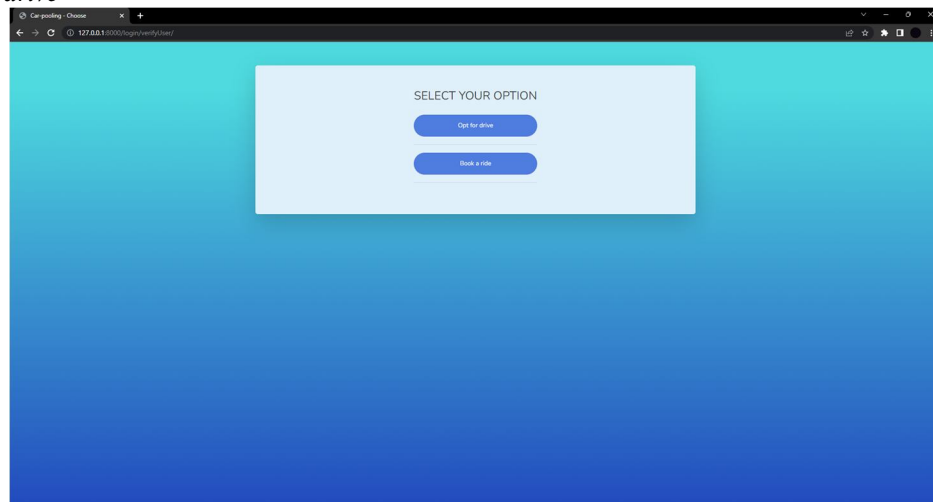 Car-pooling - Choose
127.0.0.1:8000/login/verifyUser/
SELECT YOUR OPTION
Opt for drive
Book a ride